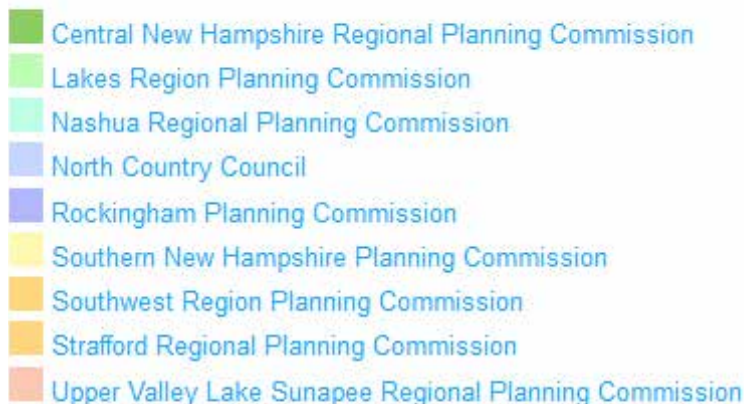 Central New Hampshire Regional Planning Commission
Lakes Region Planning Commission
Nashua Regional Planning Commission
North Country Council
Rockingham Planning Commission
Southern New Hampshire Planning Commission
Southwest Region Planning Commission
Strafford Regional Planning Commission
Upper Valley Lake Sunapee Regional Planning Commission